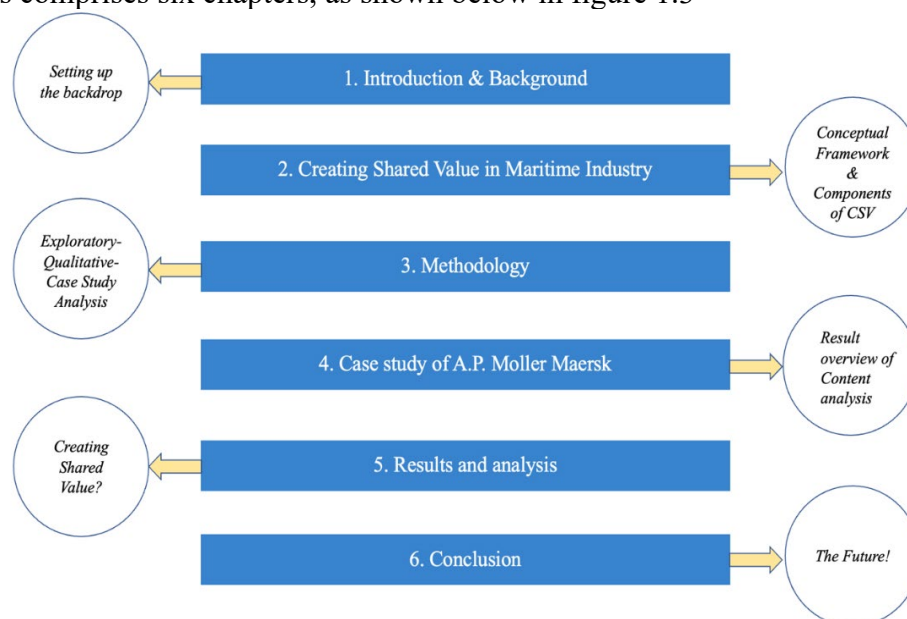 s comprises six chapters, as shown below in figure 1.3
Setting up
the backdrop
1. Introduction & Background
2. Creating Shared Value in Maritime Industry
Conceptual
Framework
&
Components
of CSV
Exploratory-
Qualitative-
Case Study
Analysis
3. Methodology
4. Case study of A.P. Moller Maersk
Result
overview of
Content
analysis
Creating
Shared
Value?
5. Results and analysis
6. Conclusion
The Future!